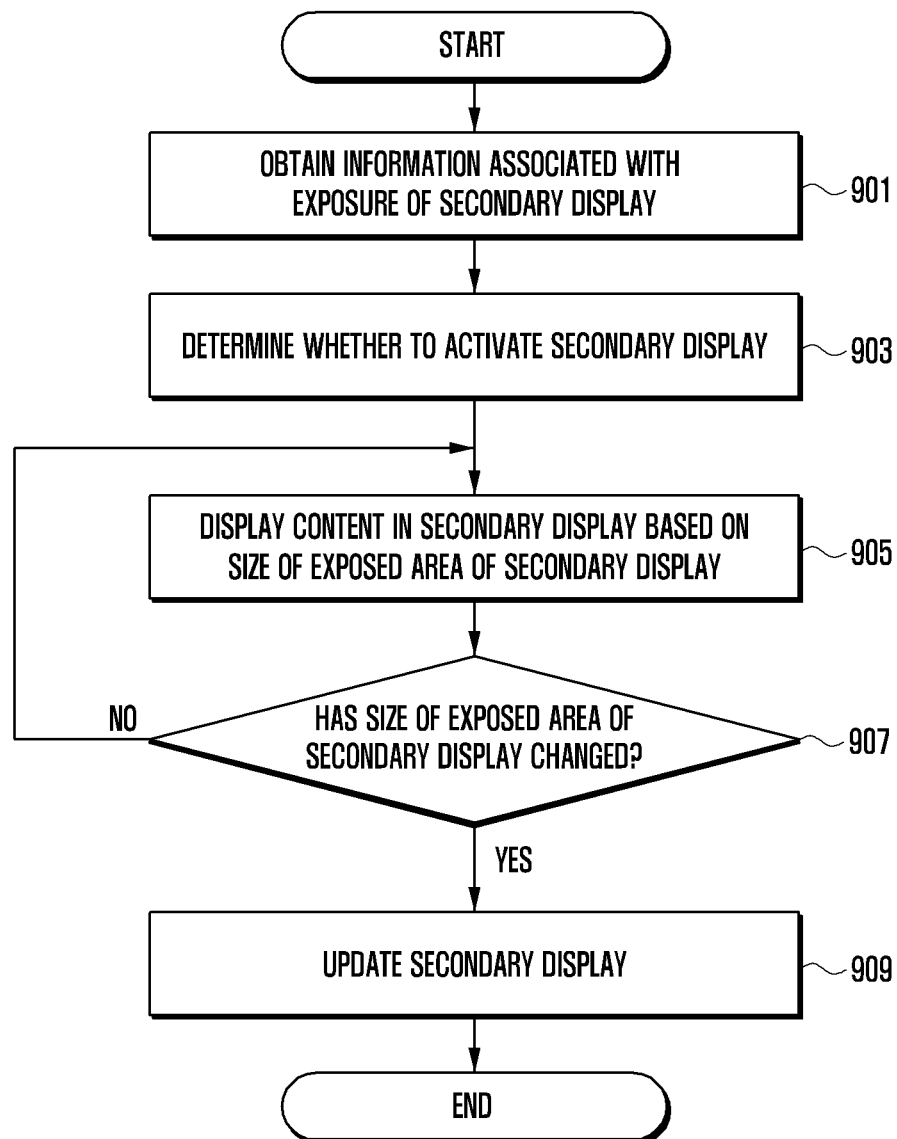 START
OBTAIN INFORMATION ASSOCIATED WITH
EXPOSURE OF SECONDARY DISPLAY
901
DETERMINE WHETHER TO ACTIVATE SECONDARY DISPLAY
903
DISPLAY CONTENT IN SECONDARY DISPLAY BASED ON
SIZE OF EXPOSED AREA OF SECONDARY DISPLAY
905
NO
HAS SIZE OF EXPOSED AREA OF
SECONDARY DISPLAY CHANGED?
907
YES
UPDATE SECONDARY DISPLAY
909
END